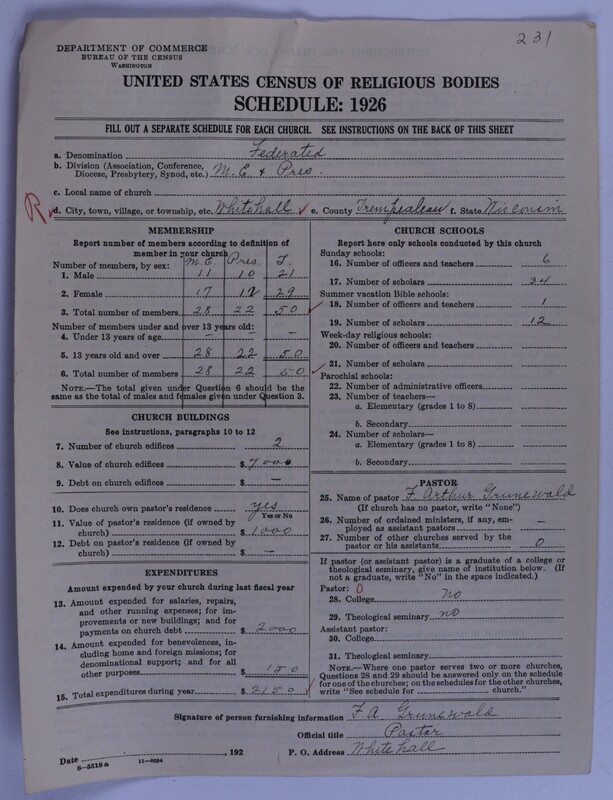 231
DEPARTMENT OF COMMERCE
BUREAU OF THE CENSUS
WASHINGTON
UNITED STATES CENSUS OF RELIGIOUS BODIES
SCHEDULE: 1926
FILL OUT A SEPARATE SCHEDULE FOR EACH CHURCH. SEE INSTRUCTIONS ON THE BACK OF THIS SHEET
a. Denomination Federated
b. Division (Association, Conference, Diocese, Presbytery, Synod, etc.) M.E. & Pres.
c. Local name of church
R d. City, town, village, or township, etc. Whitehall e. County Trempealeau f. State Wisconsin
MEMBERSHIP
Report number of members according to definition of member in your church
Number of members, by sex: M.E. Pres. T.
1. Male 11 10 21
2. Female 17 12 29
3. Total number of members 28 22 50
Number of members under and over 13 years old:
4. Under 13 years of age – –
5. 13 years old and over 28 22 50
6. Total number of members 28 22 50
NOTE.—The total given under Question 6 should be the same as the total of males and females given under Question 3.
CHURCH BUILDINGS
See instructions, paragraphs 10 to 12
7. Number of church edifices 2
8. Value of church edifices $7000
9. Debt on church edifices $ –
10. Does church own pastor's residence yes
Yes or No
11. Value of pastor's residence (if owned by church) $1000
12. Debt on pastor's residence (if owned by church) $ –
EXPENDITURES
Amount expended by your church during last fiscal year
13. Amount expended for salaries, repairs, and other running expenses; for improvements or new buildings; and for payments on church debt $2000
14. Amount expended for benevolences, including home and foreign missions; for denominational support; and for all other purposes $150
15. Total expenditures during year $2150
CHURCH SCHOOLS
Report here only schools conducted by this church
Sunday schools:
16. Number of officers and teachers 6
17. Number of scholars 34
Summer vacation Bible schools:
18. Number of officers and teachers 1
19. Number of scholars 12
Week-day religious schools:
20. Number of officers and teachers
21. Number of scholars
Parochial schools:
22. Number of administrative officers
23. Number of teachers—
a. Elementary (grades 1 to 8)
b. Secondary
24. Number of scholars—
a. Elementary (grades 1 to 8)
b. Secondary
PASTOR
25. Name of pastor F. Arthur Grunewald
(If church has no pastor, write "None")
26. Number of ordained ministers, if any, employed as assistant pastors –
27. Number of other churches served by the pastor or his assistants 0
If pastor (or assistant pastor) is a graduate of a college or theological seminary, give name of institution below. (If not a graduate, write "No" in the space indicated.)
Pastor: 0
28. College no
29. Theological seminary no
Assistant pastor:
30. College
31. Theological seminary
NOTE.—Where one pastor serves two or more churches, Questions 28 and 29 should be answered only on the schedule for one of the churches; on the schedules for the other churches, write "See schedule for church."
Signature of person furnishing information F. A. Grunewald
Official title Pastor
Date , 192 P. O. Address Whitehall
8-5518 a 11-9054